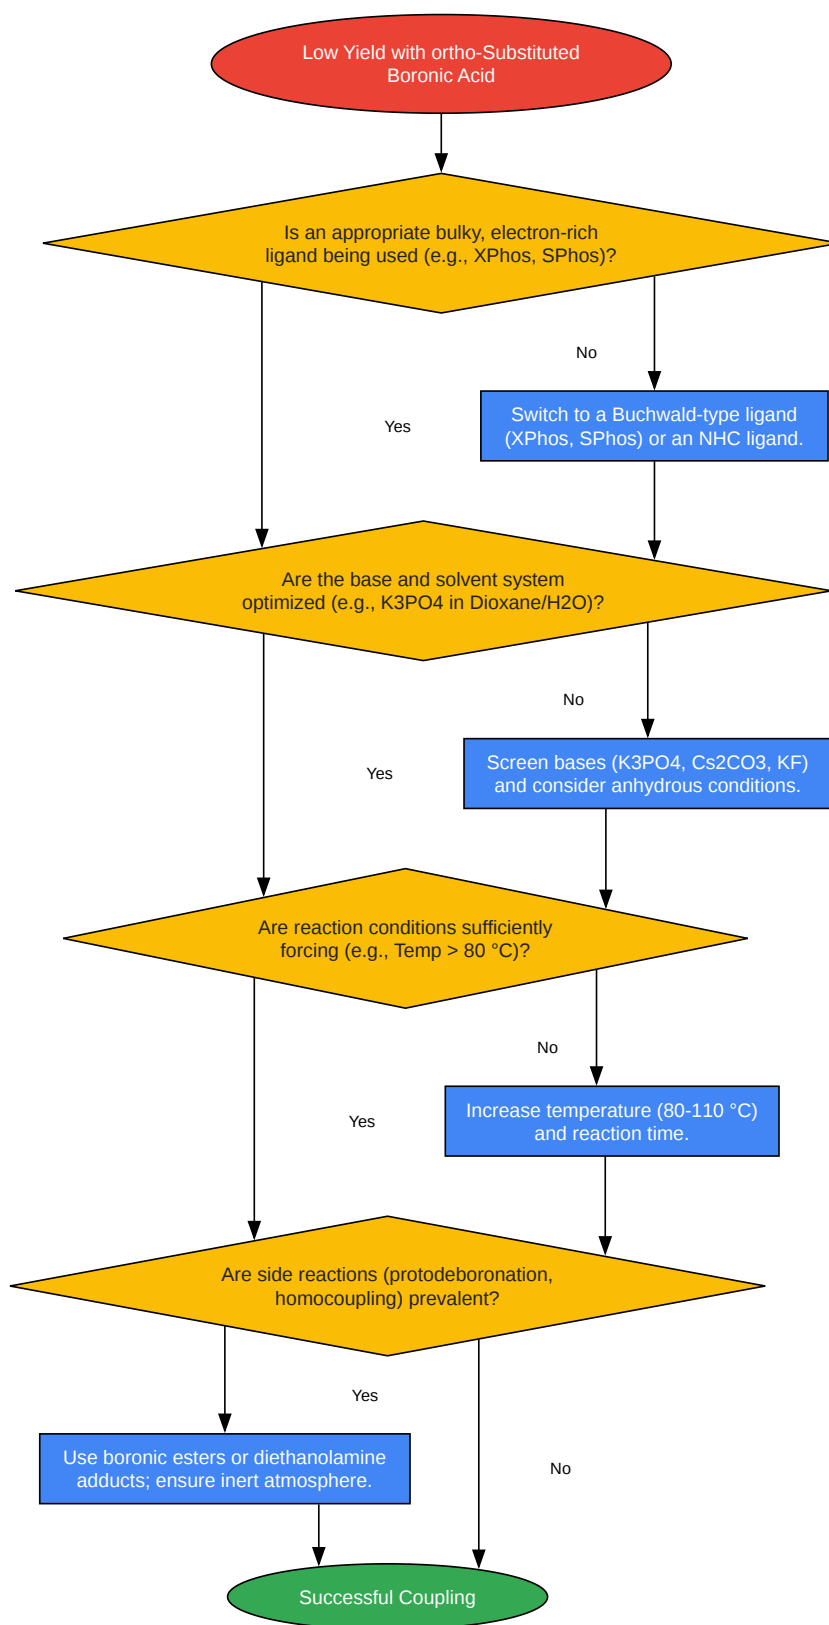 Low Yield with ortho-Substituted
Boronic Acid
Is an appropriate bulky, electron-rich
ligand being used (e.g., XPhos, SPhos)?
No
Switch to a Buchwald-type ligand
(XPhos, SPhos) or an NHC ligand.
Yes
Are the base and solvent system
optimized (e.g., K3PO4 in Dioxane/H2O)?
No
Screen bases (K3PO4, Cs2CO3, KF)
and consider anhydrous conditions.
Yes
Are reaction conditions sufficiently
forcing (e.g., Temp > 80 °C)?
No
Increase temperature (80-110 °C)
and reaction time.
Yes
Are side reactions (protodeboronation,
homocoupling) prevalent?
Yes
Use boronic esters or diethanolamine
adducts; ensure inert atmosphere.
No
Successful Coupling